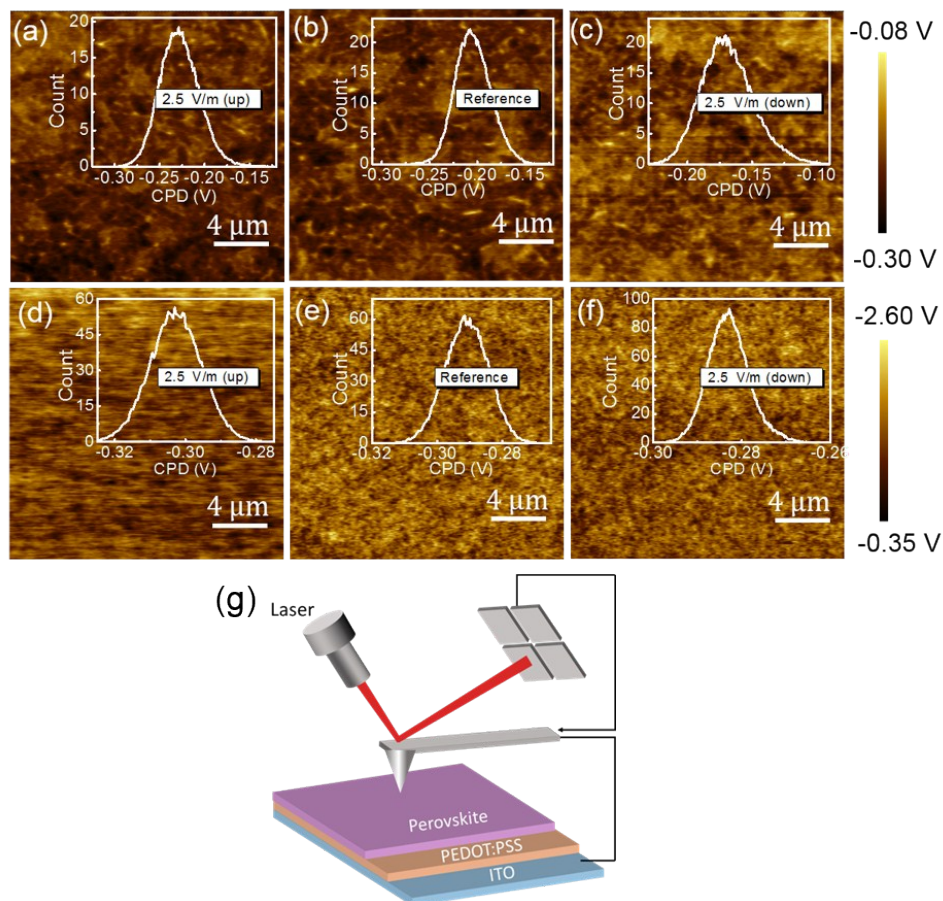 (a)
20
15
10
5
0
Count
2.5 V/m (up)
-0.30 -0.25 -0.20 -0.15
CPD (V)
4 μm
(b)
20
15
10
5
0
Count
Reference
-0.30 -0.25 -0.20 -0.15
CPD (V)
4 μm
(c)
25
20
15
10
5
0
Count
2.5 V/m (down)
-0.20 -0.15 -0.10
CPD (V)
4 μm
-0.08 V
-0.30 V
(d)
60
45
30
15
0
Count
2.5 V/m (up)
-0.32 -0.30 -0.28
CPD (V)
4 μm
(e)
60
45
30
15
0
Count
Reference
-0.32 -0.30 -0.28
CPD (V)
4 μm
(f)
100
80
60
40
20
0
Count
2.5 V/m (down)
-0.30 -0.28 -0.26
CPD (V)
4 μm
-2.60 V
-0.35 V
(g)
Laser
Perovskite
PEDOT:PSS
ITO